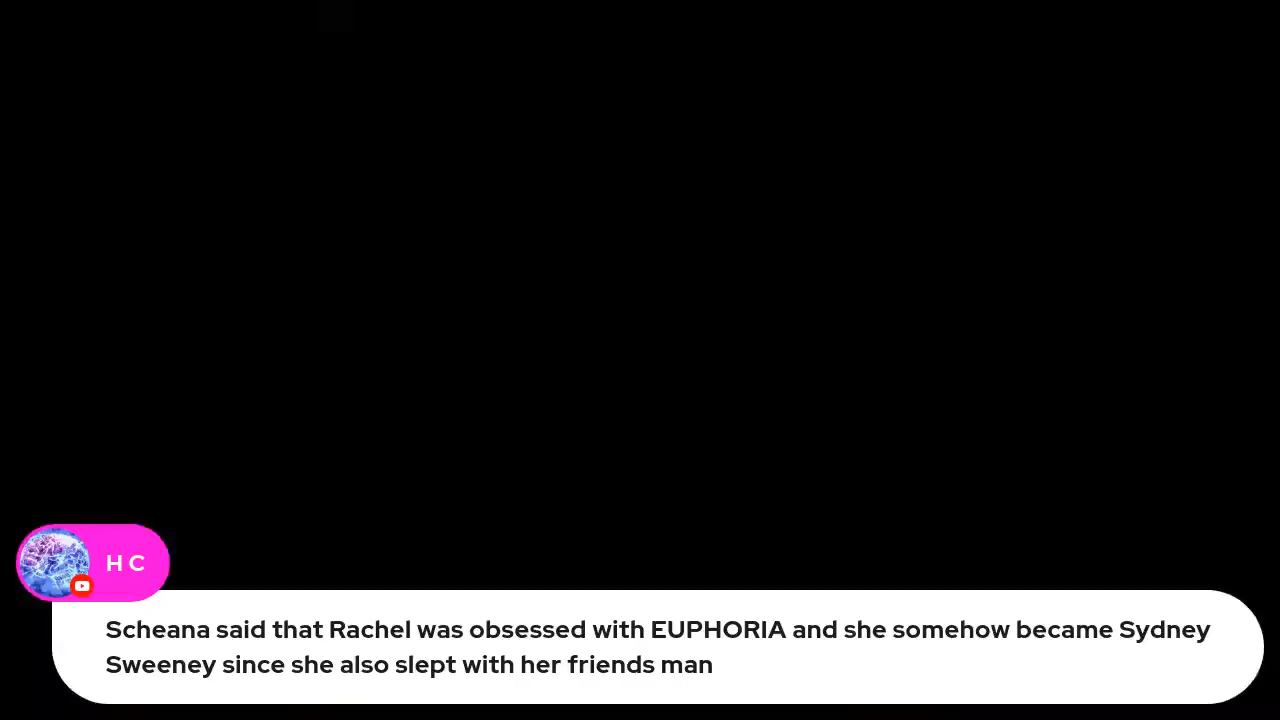 H C
Scheana said that Rachel was obsessed with EUPHORIA and she somehow became Sydney
Sweeney since she also slept with her friends man